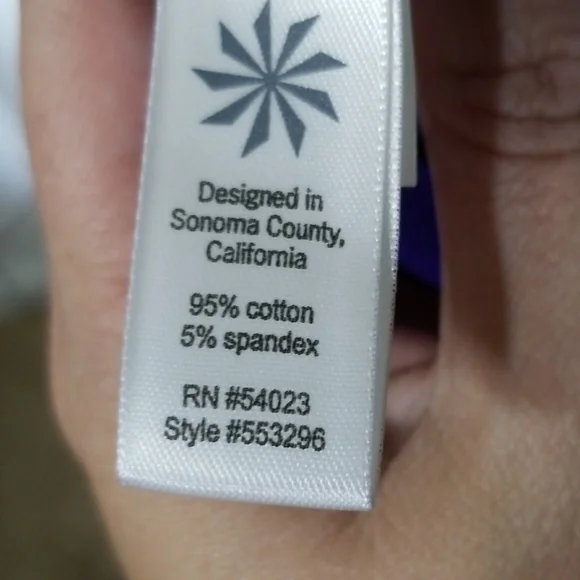 Designed in
Sonoma County,
California
95% cotton
5% spandex
RN #54023
Style #553296